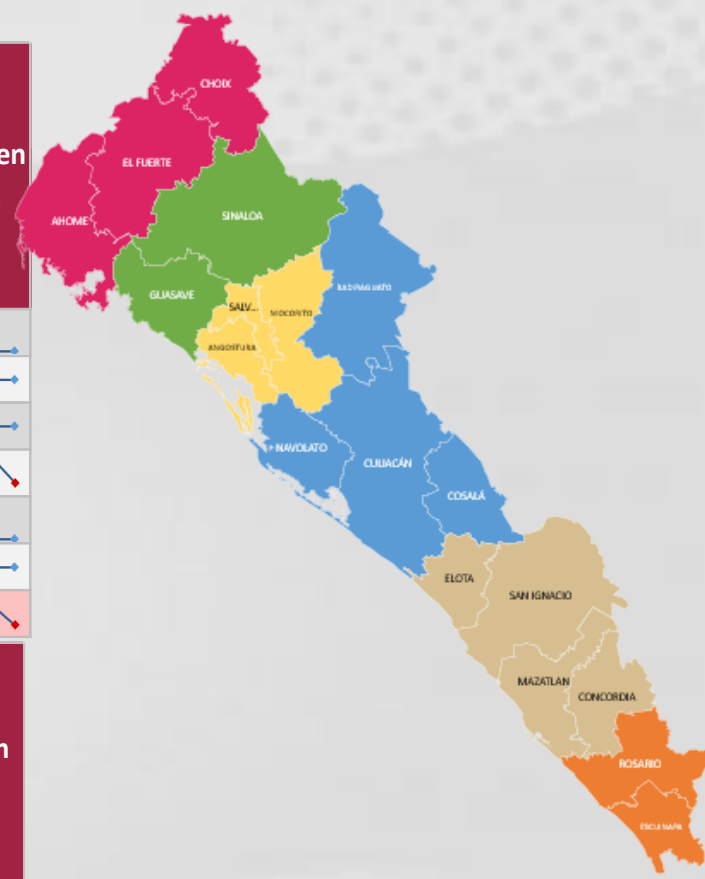 CHOIX
en
EL FUERTE
AHOME
SINALOA
BADIRAGUATO
GUASAVE
SALV...
MOCORITO
ANGOSTURA
NAVOLATO
CULIACÁN
COSALÁ
ELOTA
SAN IGNACIO
MAZATLAN
CONCORDIA
n
ROSARIO
ESCUINAPA